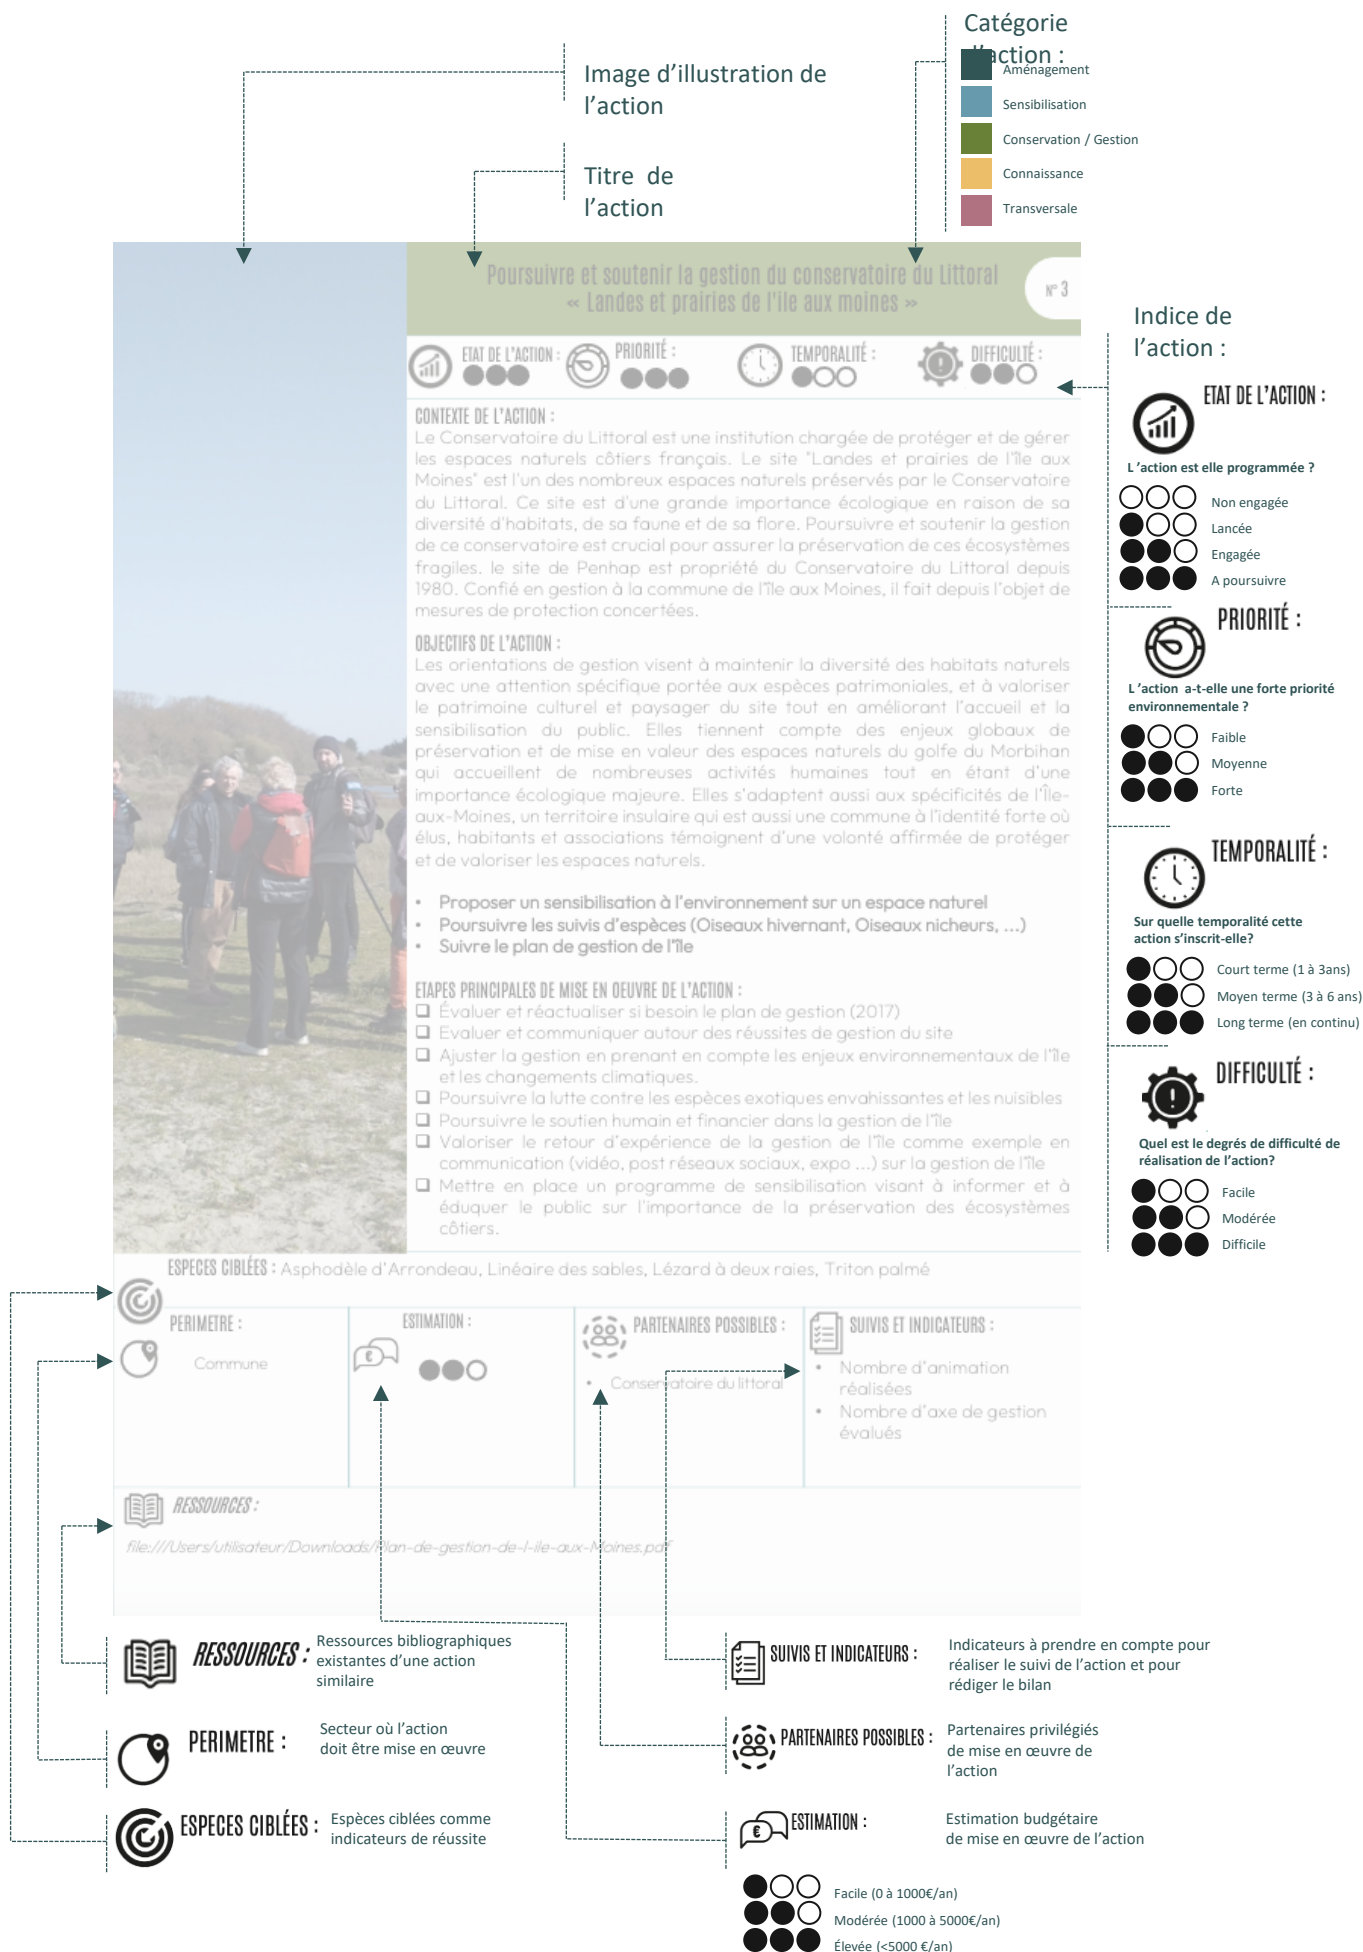 Catégorie
d'action :
Aménagement
Sensibilisation
Conservation / Gestion
Connaissance
Transversale
Image d'illustration de
l'action
Titre de
l'action
Poursuivre et soutenir la gestion du conservatoire du Littoral
« Landes et prairies de l'ile aux moines »
N° 3
ETAT DE L'ACTION :
PRIORITÉ :
TEMPORALITÉ :
DIFFICULTÉ :
CONTEXTE DE L'ACTION :
Le Conservatoire du Littoral est une institution chargée de protéger et de gérer
les espaces naturels côtiers français. Le site "Landes et prairies de l'île aux
Moines" est l'un des nombreux espaces naturels préservés par le Conservatoire
du Littoral. Ce site est d'une grande importance écologique en raison de sa
diversité d'habitats, de sa faune et de sa flore. Poursuivre et soutenir la gestion
de ce conservatoire est crucial pour assurer la préservation de ces écosystèmes
fragiles. le site de Penhap est propriété du Conservatoire du Littoral depuis
1980. Confié en gestion à la commune de l'île aux Moines, il fait depuis l'objet de
mesures de protection concertées.
OBJECTIFS DE L'ACTION :
Les orientations de gestion visent à maintenir la diversité des habitats naturels
avec une attention spécifique portée aux espèces patrimoniales, et à valoriser
le patrimoine culturel et paysager du site tout en améliorant l'accueil et la
sensibilisation du public. Elles tiennent compte des enjeux globaux de
préservation et de mise en valeur des espaces naturels du golfe du Morbihan
qui accueillent de nombreuses activités humaines tout en étant d'une
importance écologique majeure. Elles s'adaptent aussi aux spécificités de l'Île-
aux-Moines, un territoire insulaire qui est aussi une commune à l'identité forte où
élus, habitants et associations témoignent d'une volonté affirmée de protéger
et de valoriser les espaces naturels.
• Proposer un sensibilisation à l'environnement sur un espace naturel
• Poursuivre les suivis d'espèces (Oiseaux hivernant, Oiseaux nicheurs, ...)
• Suivre le plan de gestion de l'île
ETAPES PRINCIPALES DE MISE EN OEUVRE DE L'ACTION :
❑ Évaluer et réactualiser si besoin le plan de gestion (2017)
❑ Evaluer et communiquer autour des réussites de gestion du site
❑ Ajuster la gestion en prenant en compte les enjeux environnementaux de l'île
et les changements climatiques.
❑ Poursuivre la lutte contre les espèces exotiques envahissantes et les nuisibles
❑ Poursuivre le soutien humain et financier dans la gestion de l'île
❑ Valoriser le retour d'expérience de la gestion de l'île comme exemple en
communication (vidéo, post réseaux sociaux, expo ...) sur la gestion de l'île
❑ Mettre en place un programme de sensibilisation visant à informer et à
éduquer le public sur l'importance de la préservation des écosystèmes
côtiers.
ESPECES CIBLÉES : Asphodèle d'Arrondeau, Linéaire des sables, Lézard à deux raies, Triton palmé
PERIMETRE :
Commune
ESTIMATION :
€
PARTENAIRES POSSIBLES :
• Conservatoire du littoral
SUIVIS ET INDICATEURS :
• Nombre d'animation
réalisées
• Nombre d'axe de gestion
évalués
RESSOURCES :
file:///Users/utilisateur/Downloads/Plan-de-gestion-de-l-ile-aux-Moines.pdf
Indice de
l'action :
ETAT DE L'ACTION :
L 'action est elle programmée ?
Non engagée
Lancée
Engagée
A poursuivre
PRIORITÉ :
L 'action a-t-elle une forte priorité
environnementale ?
Faible
Moyenne
Forte
TEMPORALITÉ :
Sur quelle temporalité cette
action s'inscrit-elle?
Court terme (1 à 3ans)
Moyen terme (3 à 6 ans)
Long terme (en continu)
DIFFICULTÉ :
Quel est le degrés de difficulté de
réalisation de l'action?
Facile
Modérée
Difficile
RESSOURCES :
Ressources bibliographiques
existantes d'une action
similaire
PERIMETRE :
Secteur où l'action
doit être mise en œuvre
ESPECES CIBLÉES :
Espèces ciblées comme
indicateurs de réussite
SUIVIS ET INDICATEURS :
Indicateurs à prendre en compte pour
réaliser le suivi de l'action et pour
rédiger le bilan
PARTENAIRES POSSIBLES :
Partenaires privilégiés
de mise en œuvre de
l'action
€
ESTIMATION :
Estimation budgétaire
de mise en œuvre de l'action
Facile (0 à 1000€/an)
Modérée (1000 à 5000€/an)
Élevée (<5000 €/an)